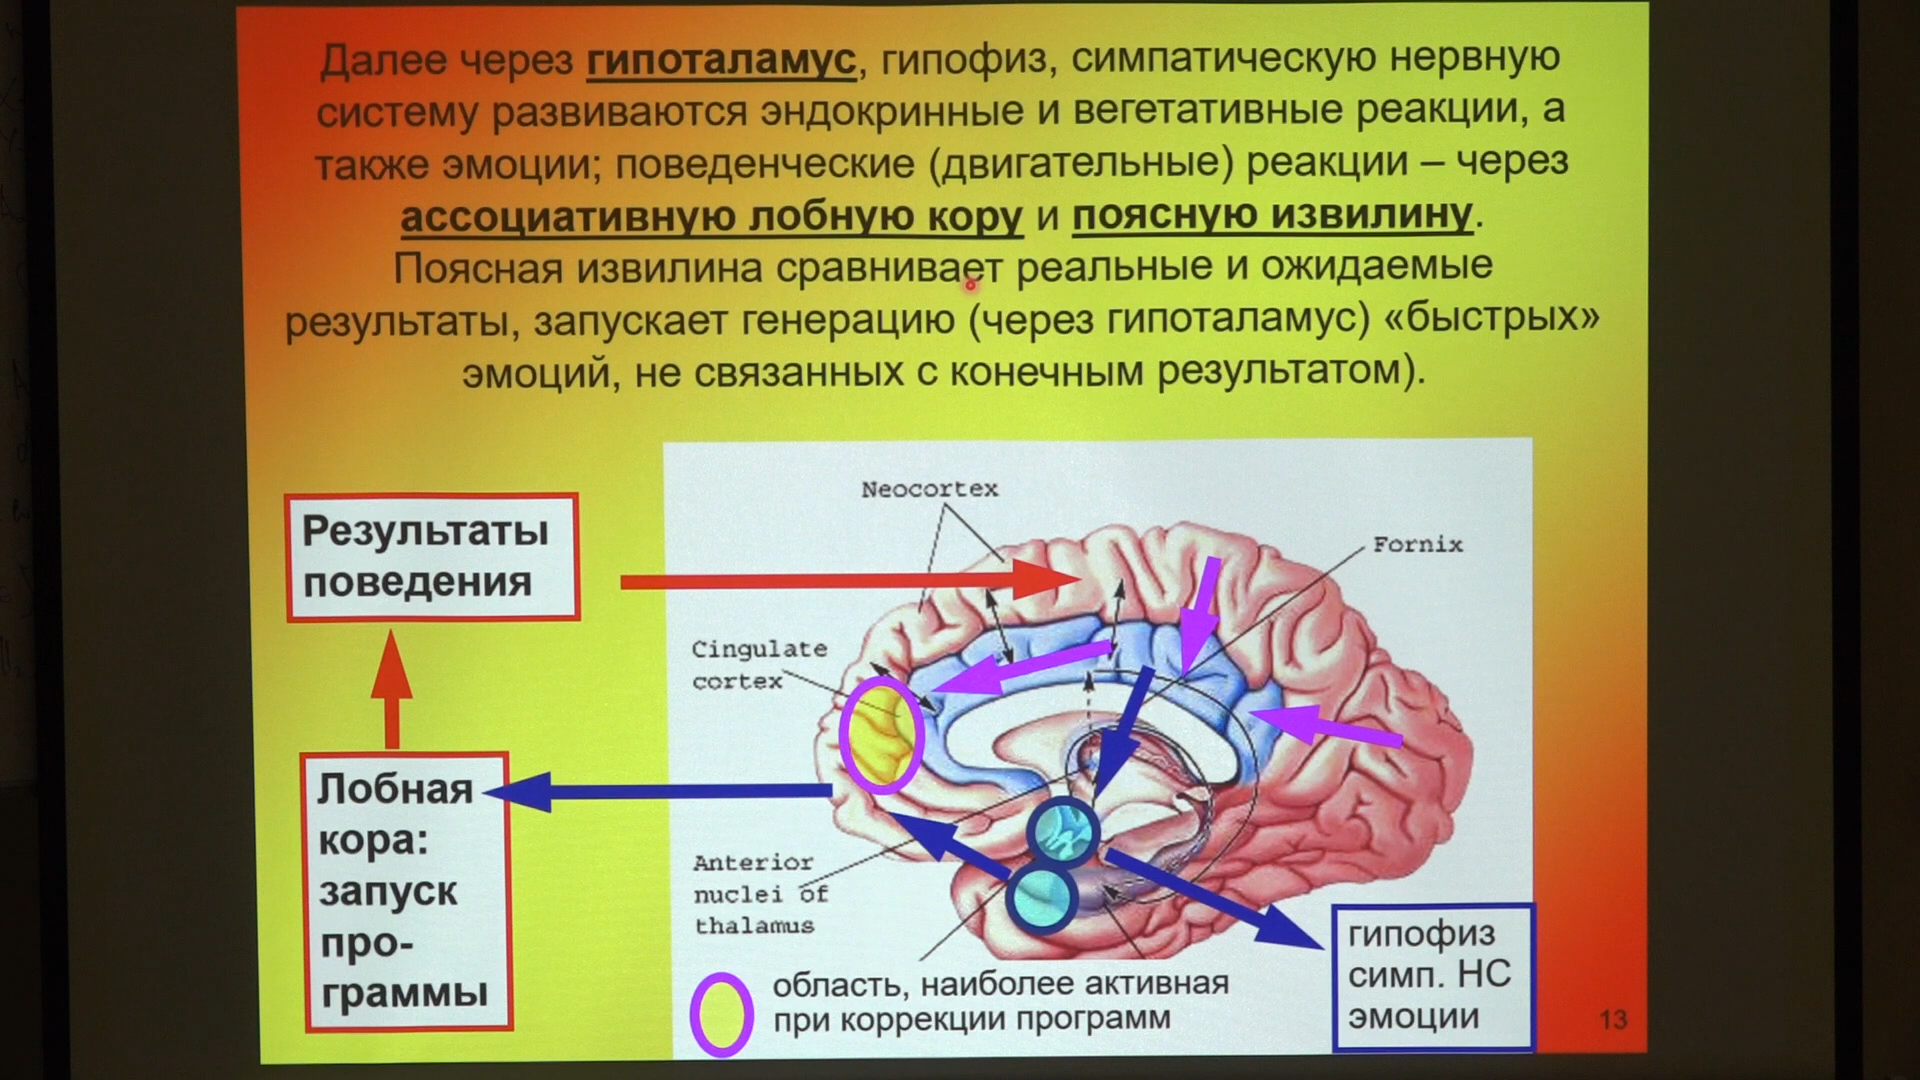 Далее через гипоталамус, гипофиз, симпатическую нервную
систему развиваются эндокринные и вегетативные реакции, а
также эмоции; поведенческие (двигательные) реакции – через
ассоциативную лобную кору и поясную извилину.
Поясная извилина сравнивает реальные и ожидаемые
результаты, запускает генерацию (через гипоталамус) «быстрых»
эмоций, не связанных с конечным результатом).
Результаты
поведения
Лобная
кора:
запуск
про-
граммы
Neocortex
Fornix
Cingulate
cortex
Anterior
nuclei of
thalamus
область, наиболее активная
при коррекции программ
гипофиз
симп. НС
эмоции
13